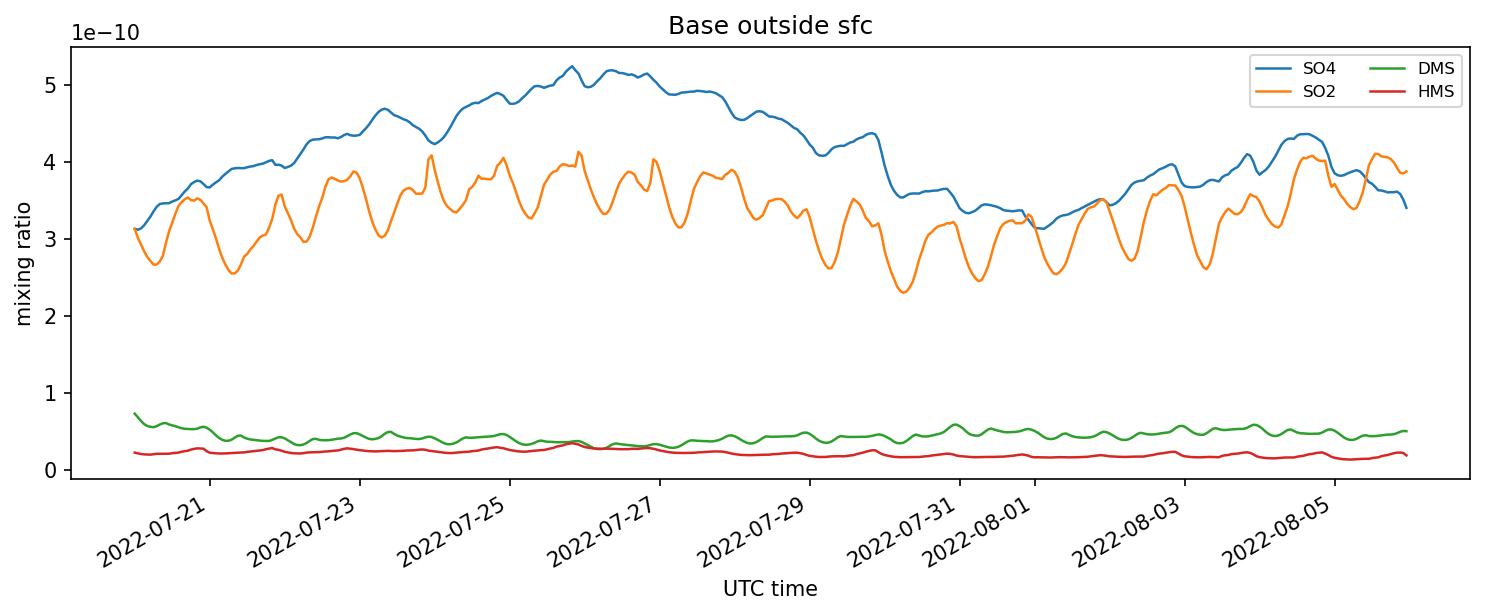 Base outside sfc
1e−10
5
4
3
2
1
0
mixing ratio
SO4
SO2
DMS
HMS
2022-07-21
2022-07-23
2022-07-25
2022-07-27
2022-07-29
2022-07-31
2022-08-01
2022-08-03
2022-08-05
UTC time